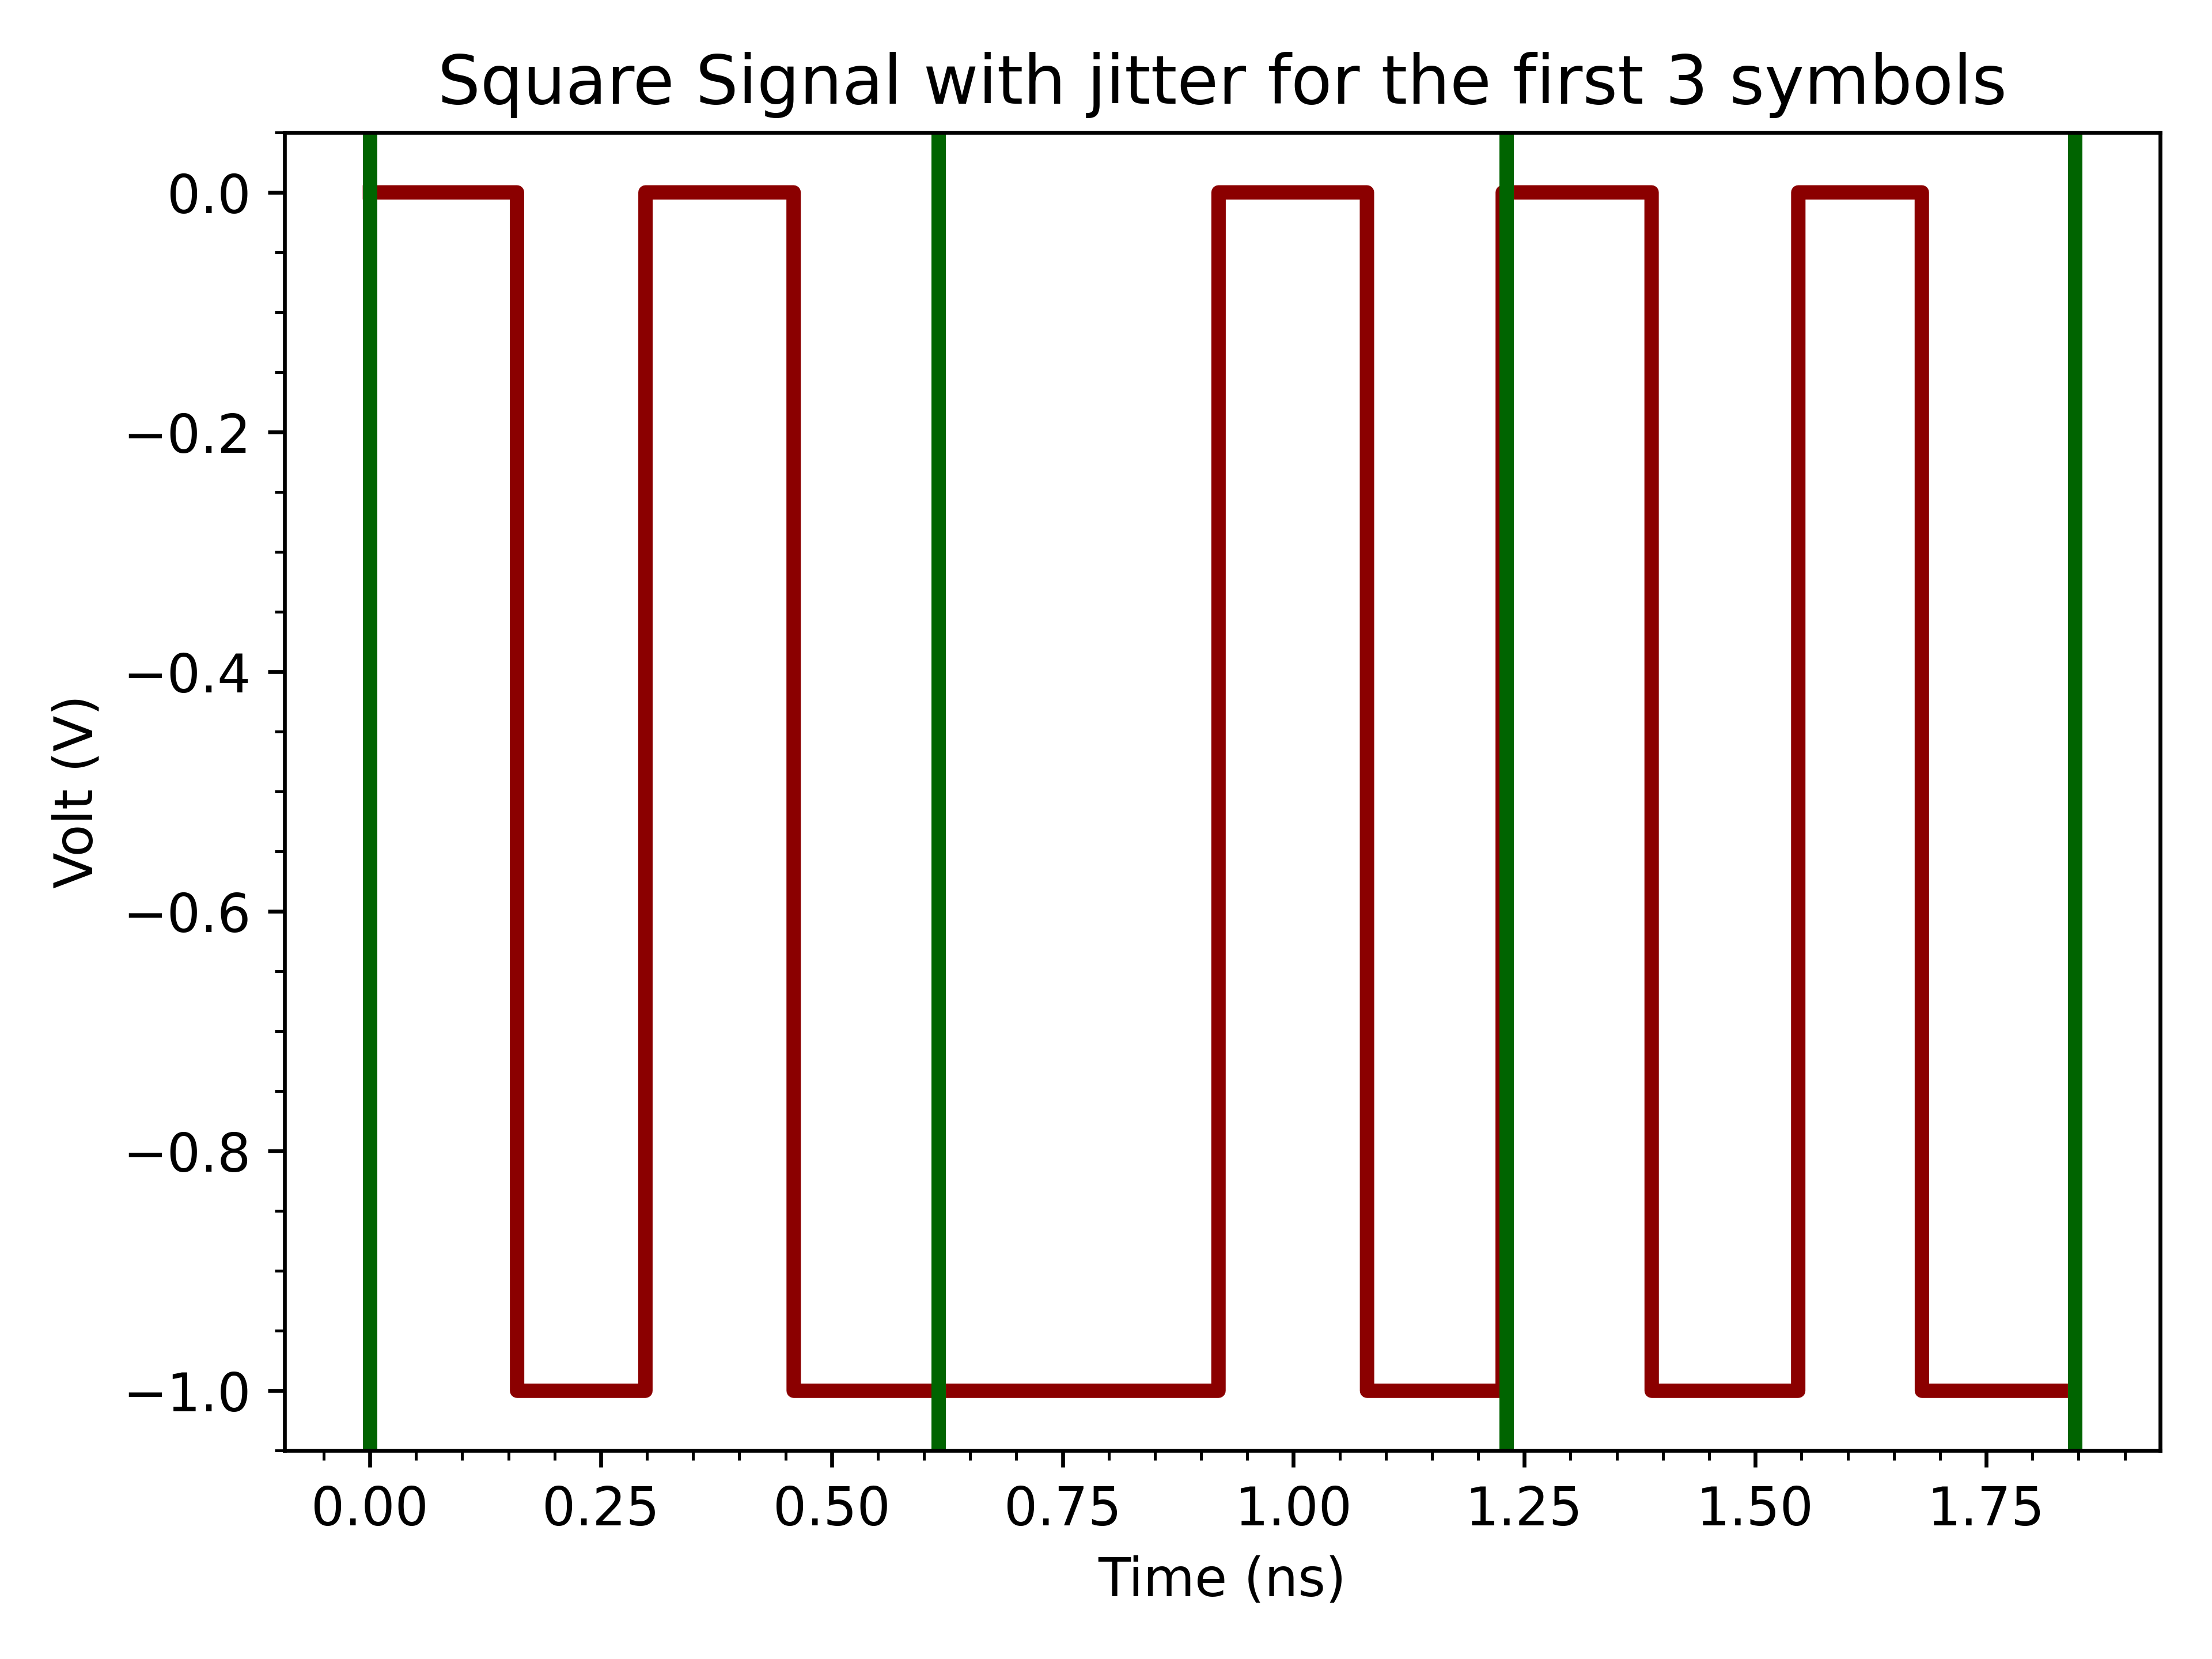 Square Signal with jitter for the first 3 symbols
0.0
−0.2
−0.4
−0.6
−0.8
−1.0
Volt (V)
0.00 0.25 0.50 0.75 1.00 1.25 1.50 1.75
Time (ns)